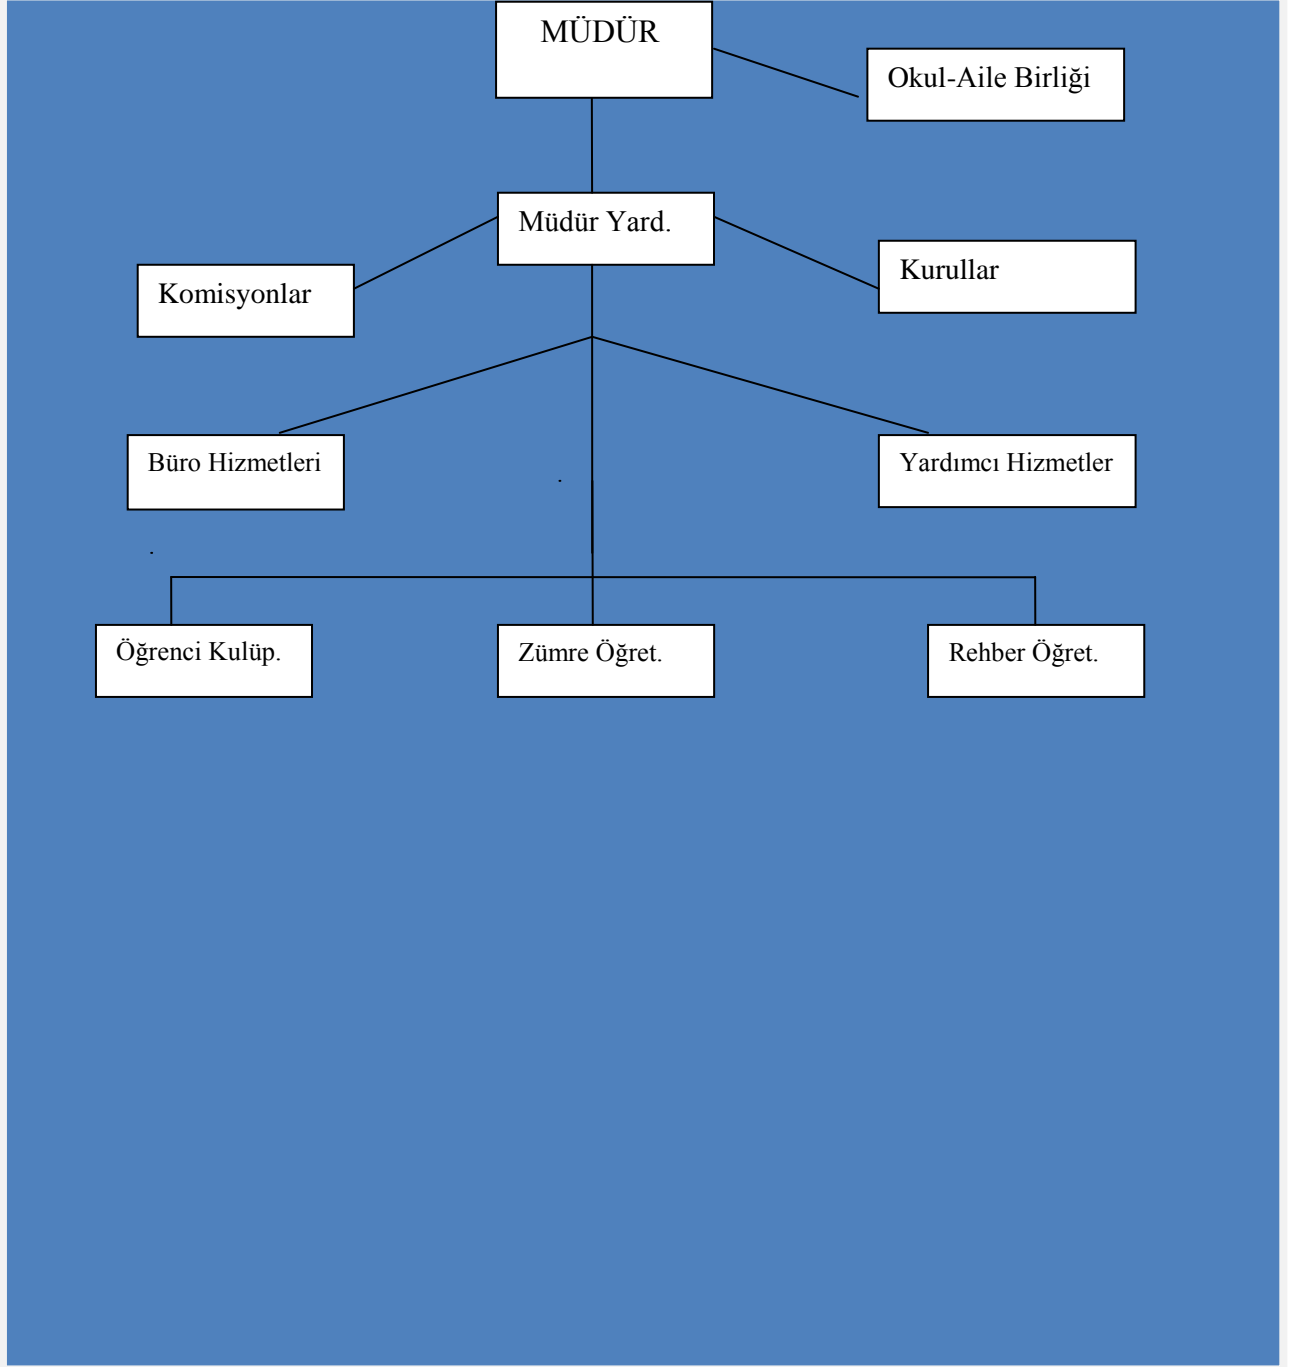 MÜDÜR
Okul-Aile Birliği
Müdür Yard.
Kurullar
Komisyonlar
Büro Hizmetleri
Yardımcı Hizmetler
Öğrenci Kulüp.
Zümre Öğret.
Rehber Öğret.